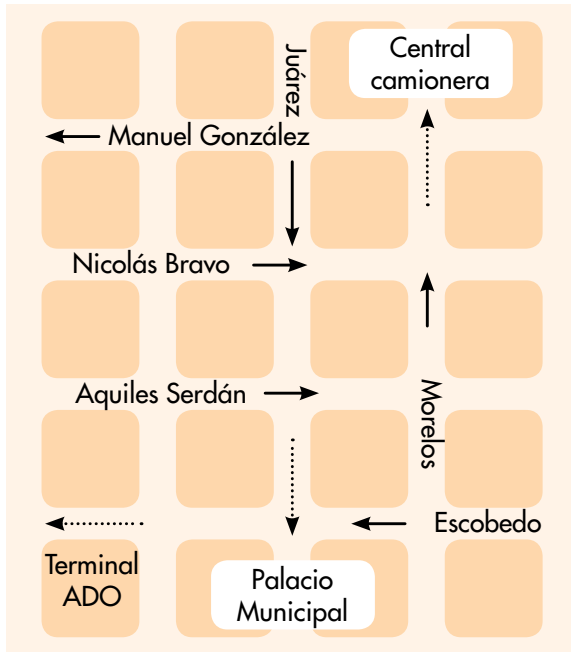 Juárez
Central
camionera
Manuel González
Nicolás Bravo
Aquiles Serdán
Morelos
Escobedo
Terminal
ADO
Palacio
Municipal